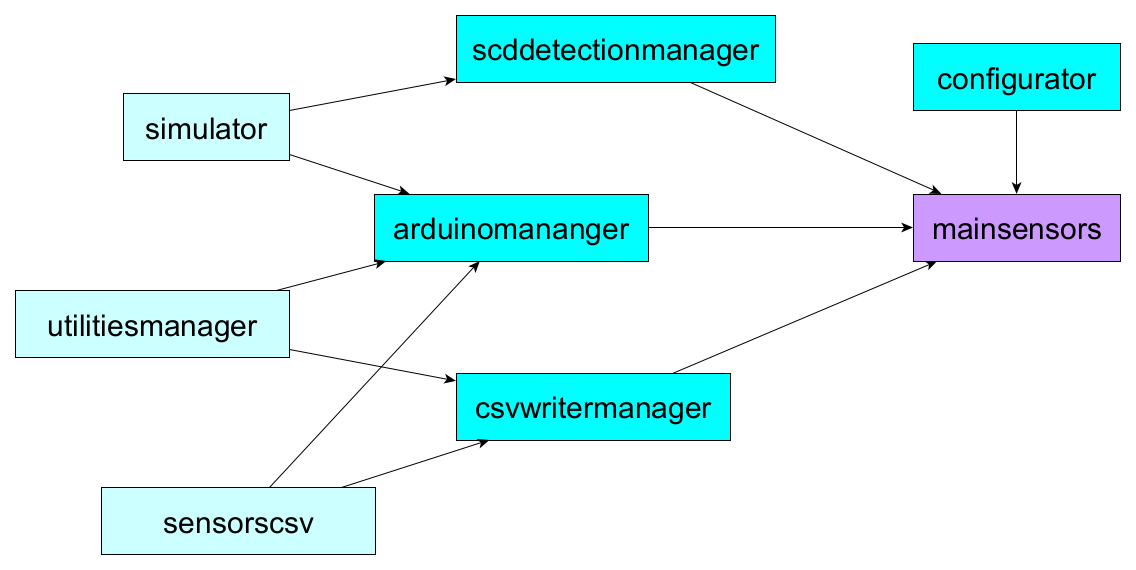 scddetectionmanager
configurator
simulator
arduinomananger
mainsensors
utilitiesmanager
csvwritermanager
sensorscsv